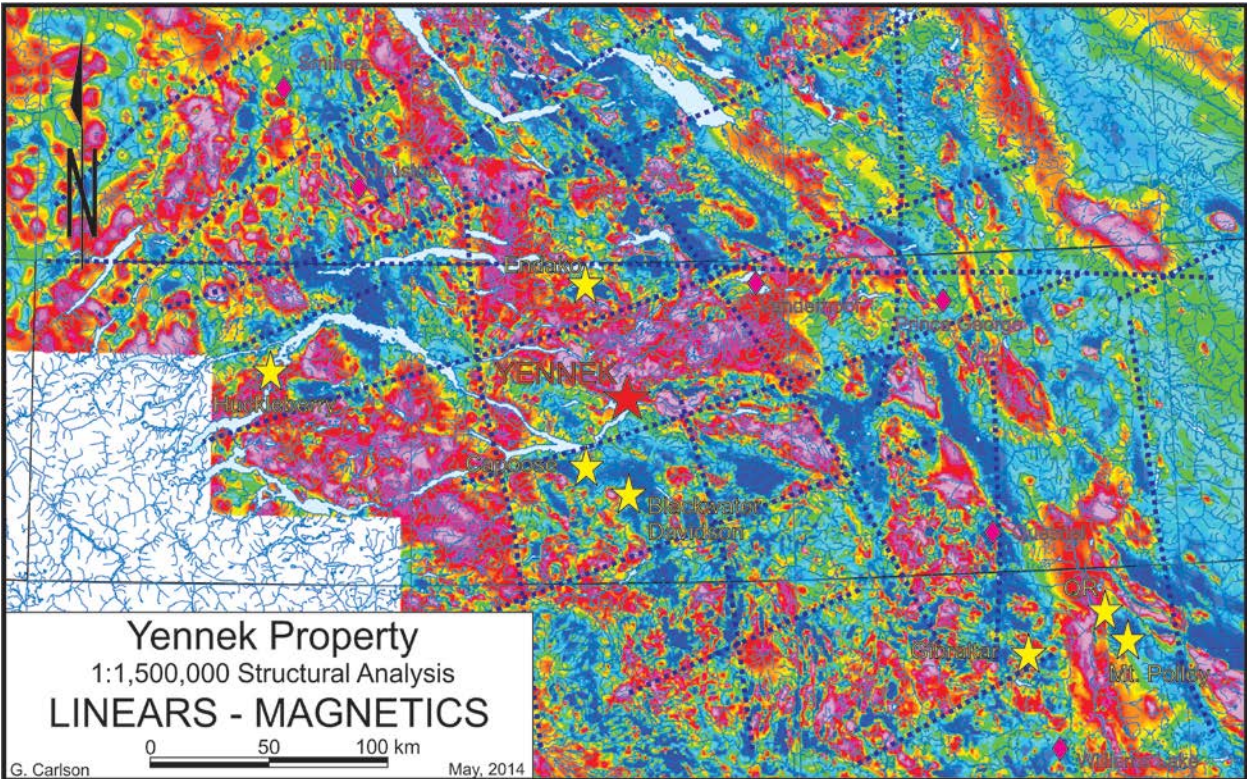 Smithers
Houston
N
Endako
Vanderhoof
Prince George
YENNEK
Huckleberry
Capoose
Blackwater
Davidson
Quesnel
QR
Gibraltar
Mt. Polley
Williams Lake
Yennek Property
1:1,500,000 Structural Analysis
LINEARS - MAGNETICS
0 50 100 km
G. Carlson May, 2014